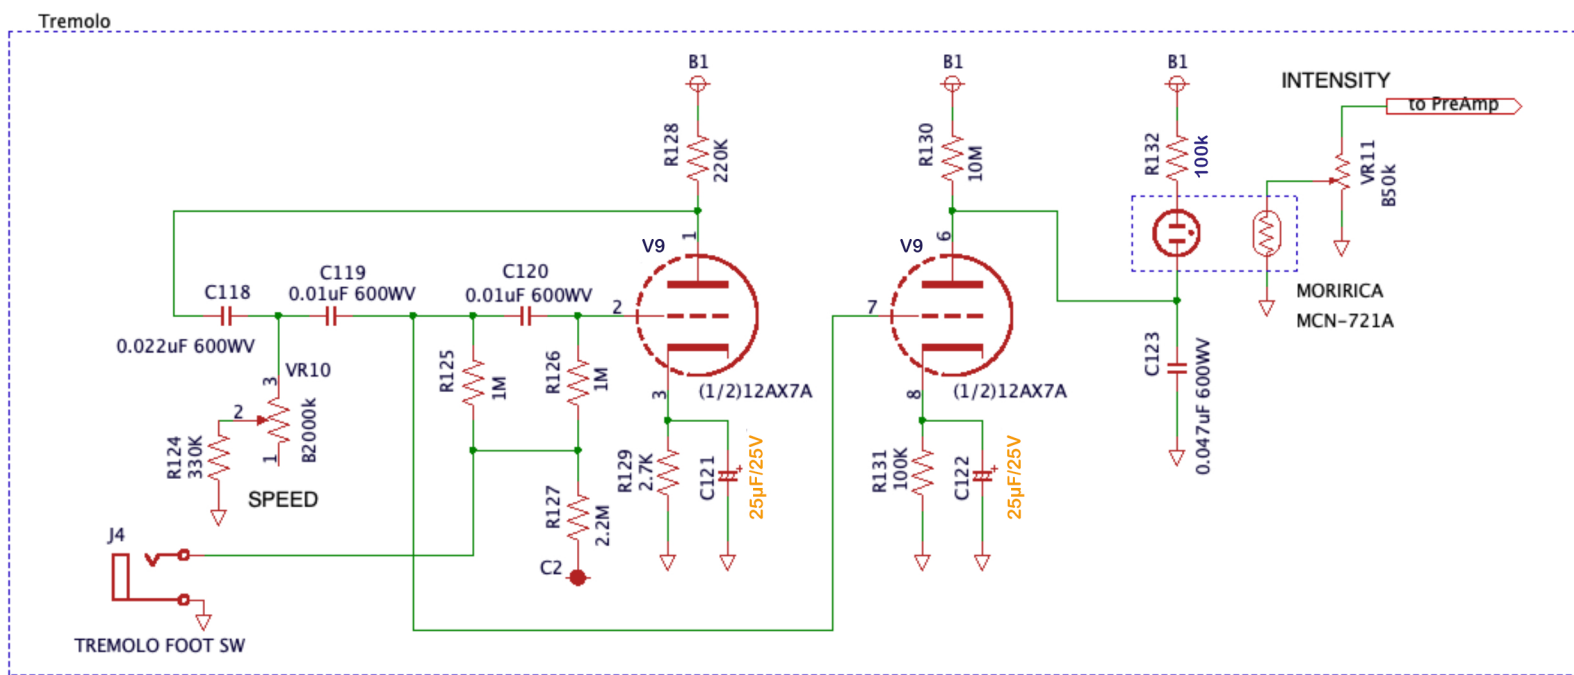 Tremolo
B1
B1
B1
INTENSITY
to PreAmp
R128
220K
R130
10M
R132
100k
VR11
B50k
V9
1
V9
6
C118
C119
0.01uF 600WV
C120
0.01uF 600WV
2
7
0.022uF 600WV
MORIRICA
MCN-721A
VR10
3
2
1
B2000k
R124
330K
SPEED
R125
1M
R126
1M
3
(1/2)12AX7A
8
(1/2)12AX7A
C123
0.047uF 600WV
R129
2.7K
C121
+
25µF/25V
R131
100K
C122
+
25µF/25V
R127
2.2M
C2
J4
TREMOLO FOOT SW